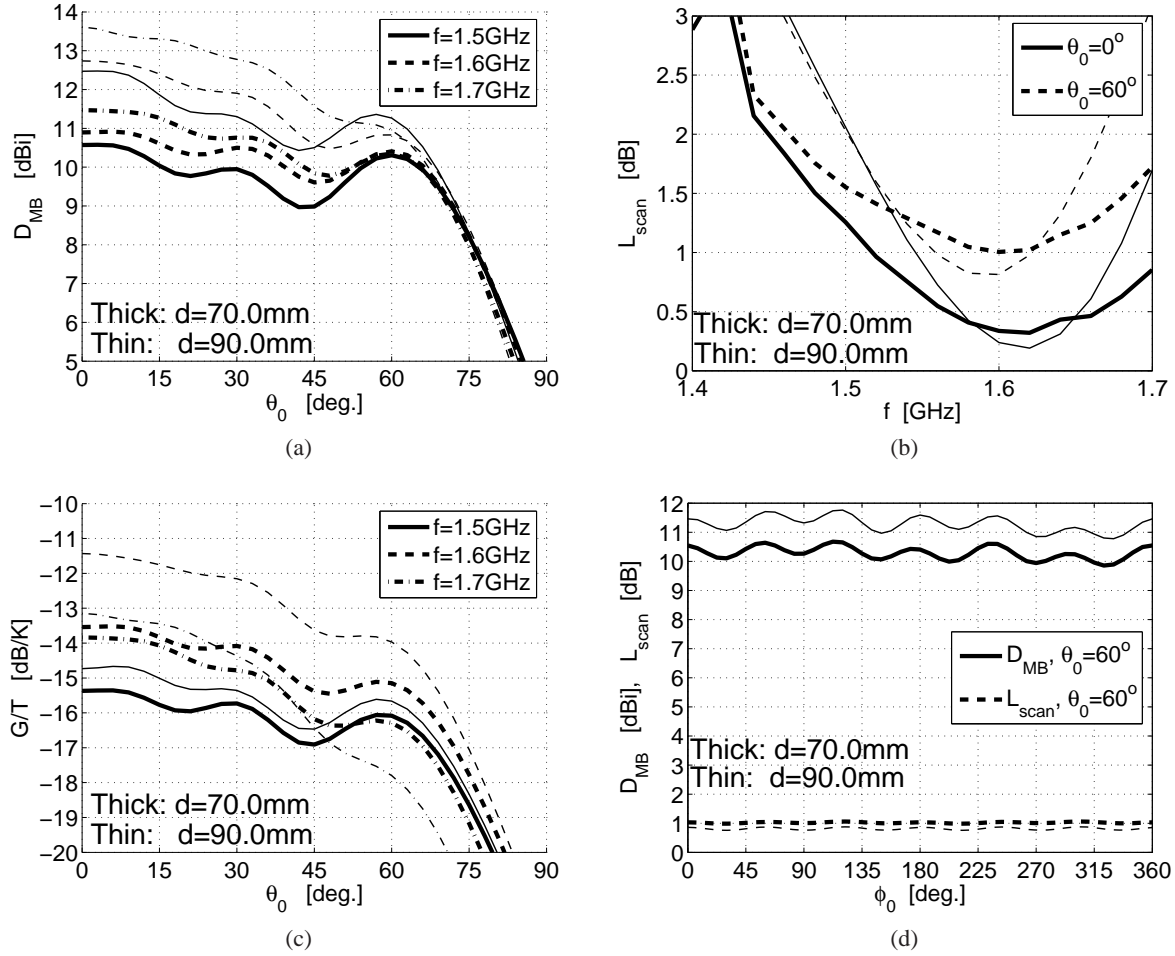 14
13
12
11
10
9
8
7
6
5
D_MB [dBi]
f=1.5GHz
f=1.6GHz
f=1.7GHz
Thick: d=70.0mm
Thin: d=90.0mm
0 15 30 45 60 75 90
θ_0 [deg.]
(a)
3
2.5
2
1.5
1
0.5
0
L_scan [dB]
θ_0=0°
θ_0=60°
Thick: d=70.0mm
Thin: d=90.0mm
1.4 1.5 1.6 1.7
f [GHz]
(b)
−10
−11
−12
−13
−14
−15
−16
−17
−18
−19
−20
G/T [dB/K]
f=1.5GHz
f=1.6GHz
f=1.7GHz
Thick: d=70.0mm
Thin: d=90.0mm
0 15 30 45 60 75 90
θ_0 [deg.]
(c)
12
11
10
9
8
7
6
5
4
3
2
1
0
D_MB [dBi], L_scan [dB]
D_MB, θ_0=60°
L_scan, θ_0=60°
Thick: d=70.0mm
Thin: d=90.0mm
0 45 90 135 180 225 270 315 360
ϕ_0 [deg.]
(d)